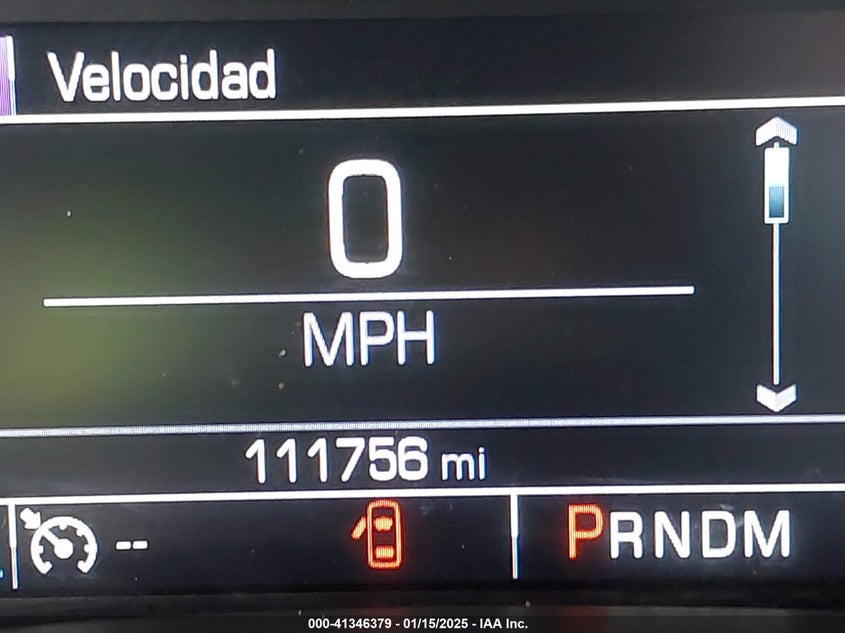 Velocidad
0
MPH
111756 mi
--
PRNDM
000-41346379 - 01/15/2025 - IAA Inc.